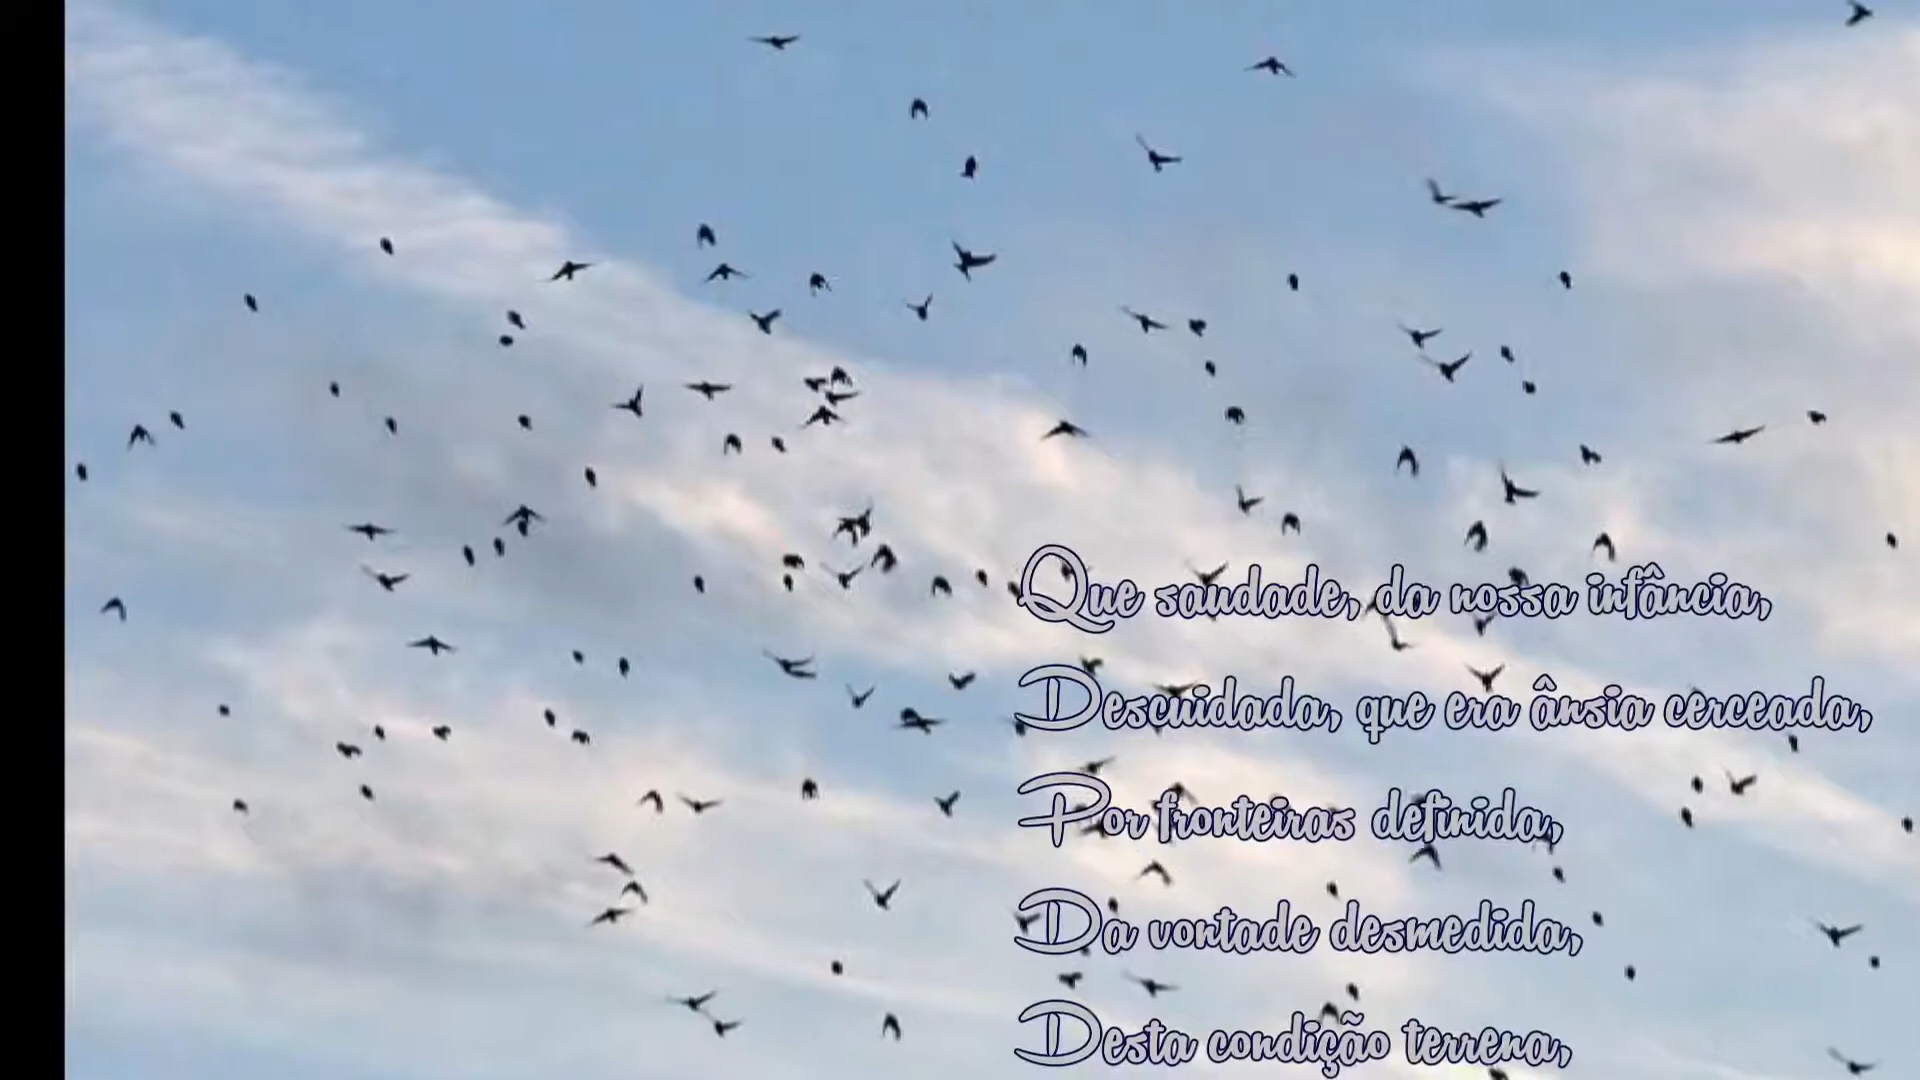 Que saudade, da nossa infância,
Descuidada, que era ânsia cerceada,
Por fronteiras definida,
Da vontade desmedida,
Desta condição terrena,